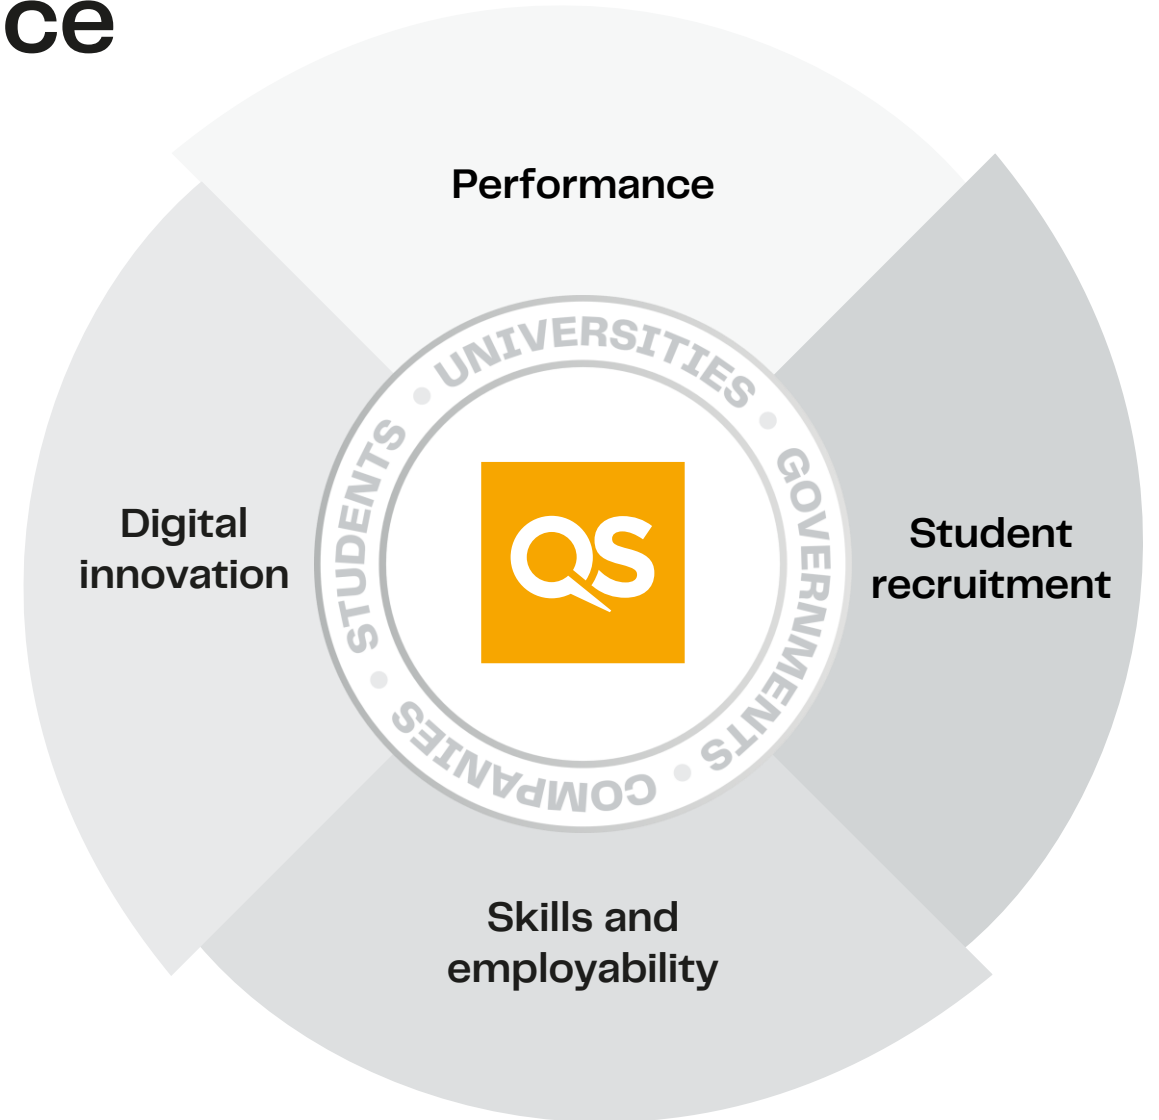 ce
Performance
UNIVERSITIES • GOVERNMENTS • COMPANIES • STUDENTS •
QS
Digital
innovation
Student
recruitment
Skills and
employability